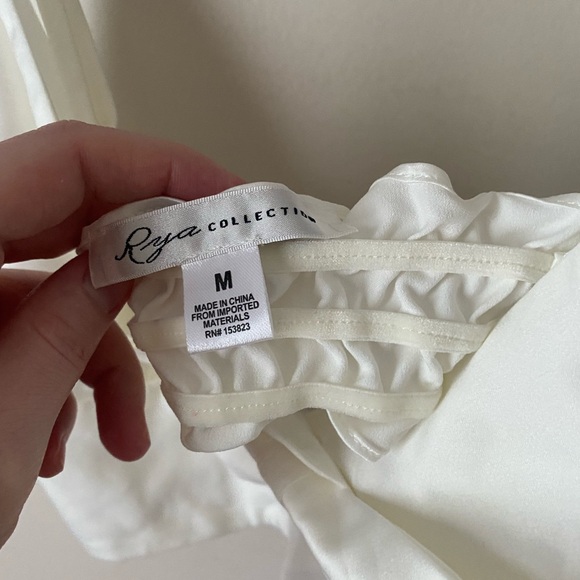 Rya COLLECTION
M
MADE IN CHINA
FROM IMPORTED
MATERIALS
RN# 153823